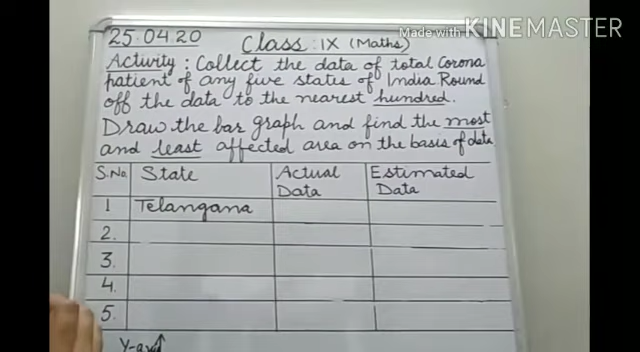 25.04.20
Class : IX (Maths)
Made with KINEMASTER
Activity : Collect the data of total Corona
patient of any five states of India Round
off the data to the nearest hundred.
Draw the bar graph and find the most
and least affected area on the basis of data
S.No State Actual Data Estimated Data
1 Telangana
2.
3.
4.
5.
Y-axis